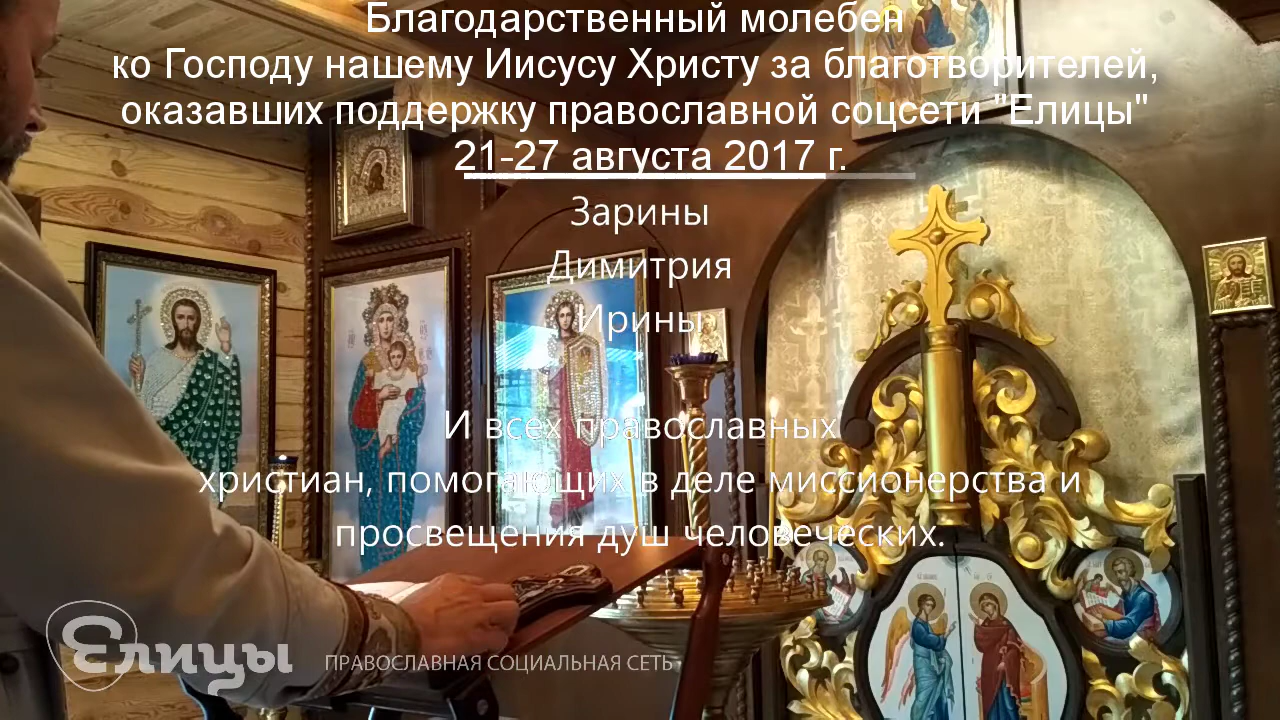 Благодарственный молебен
ко Господу нашему Иисусу Христу за благотворителей,
оказавших поддержку православной соцсети "Елицы"
21-27 августа 2017 г.
Зарины
Димитрия
Ирины
И всех православных
христиан, помогающих в деле миссионерства и
просвещения душ человеческих.
Елицы
ПРАВОСЛАВНАЯ СОЦИАЛЬНАЯ СЕТЬ